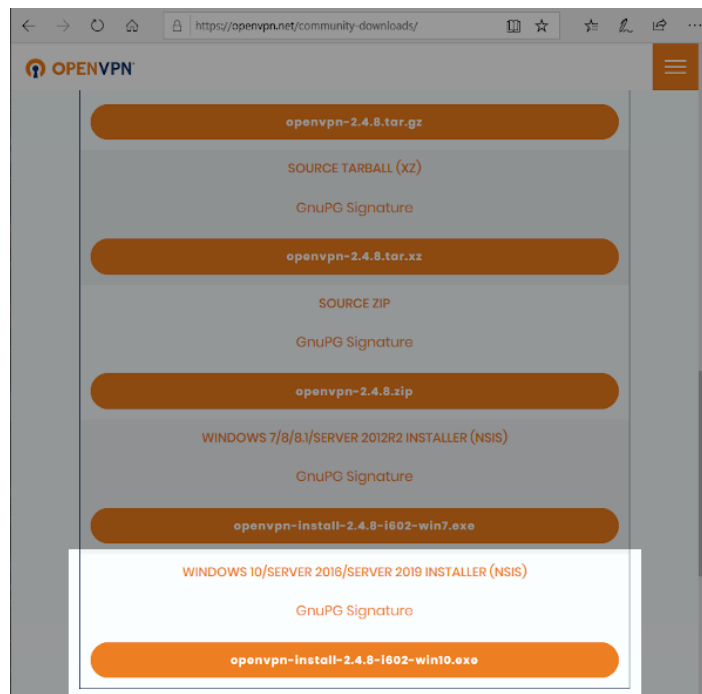 https://openvpn.net/community-downloads/
OPENVPN
openvpn-2.4.8.tar.gz
SOURCE TARBALL (XZ)
GnuPG Signature
openvpn-2.4.8.tar.xz
SOURCE ZIP
GnuPG Signature
openvpn-2.4.8.zip
WINDOWS 7/8/8.1/SERVER 2012R2 INSTALLER (NSIS)
GnuPG Signature
openvpn-install-2.4.8-i602-win7.exe
WINDOWS 10/SERVER 2016/SERVER 2019 INSTALLER (NSIS)
GnuPG Signature
openvpn-install-2.4.8-i602-win10.exe